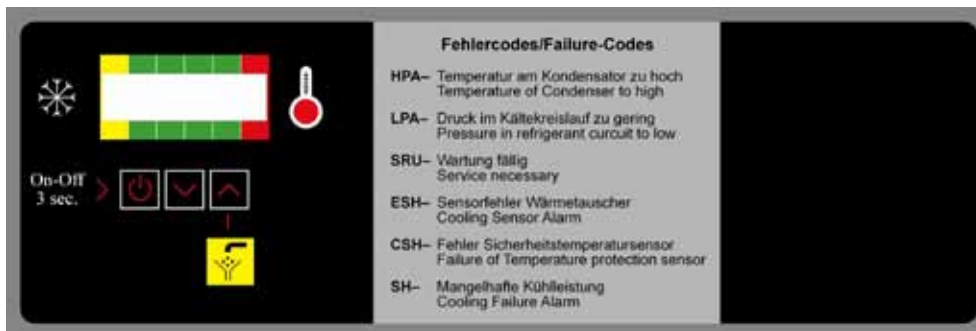 On-Off
3 sec.
Fehlercodes/Failure-Codes
HPA– Temperatur am Kondensator zu hoch
Temperature of Condenser to high
LPA– Druck im Kältekreislauf zu gering
Pressure in refrigerant curcuit to low
SRU– Wartung fällig
Service necessary
ESH– Sensorfehler Wärmetauscher
Cooling Sensor Alarm
CSH– Fehler Sicherheitstemperatursensor
Failure of Temperature protection sensor
SH– Mangelhafte Kühlleistung
Cooling Failure Alarm